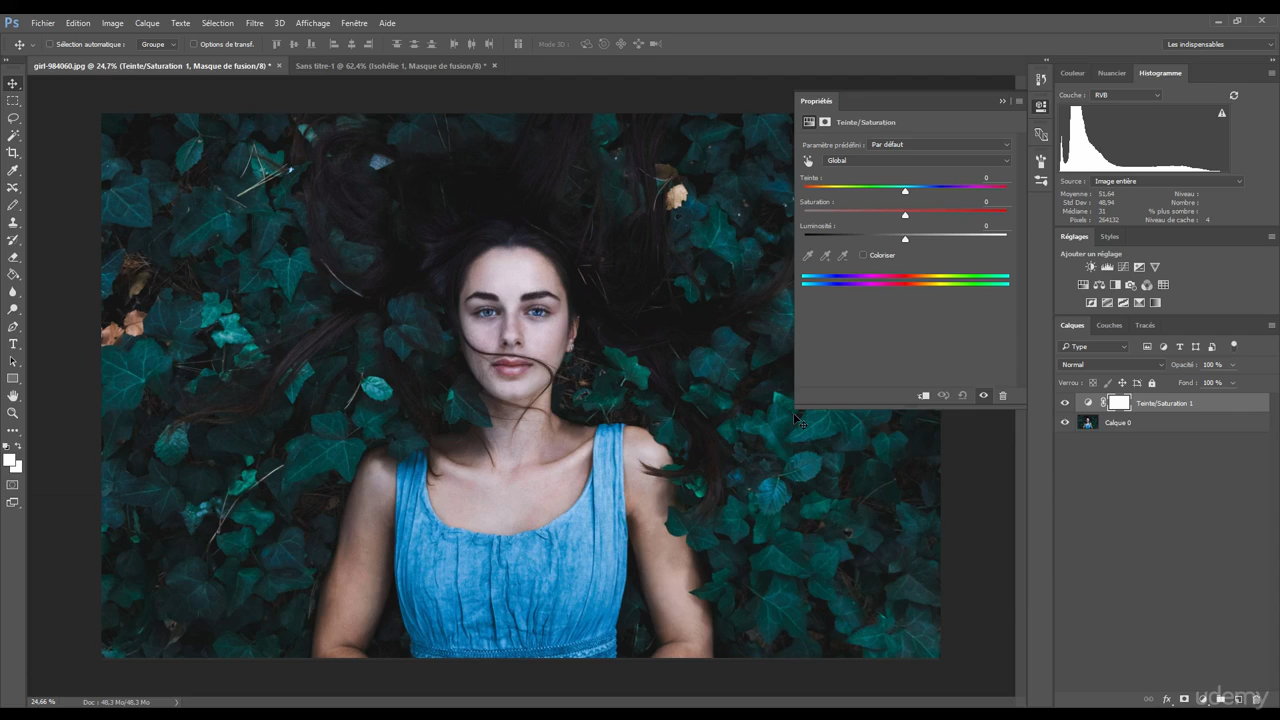 Ps Fichier Edition Image Calque Texte Sélection Filtre 3D Affichage Fenêtre Aide
Sélection automatique : Groupe Options de transf. Mode 3D : Les indispensables
girl-984060.jpg @ 24,7% (Teinte/Saturation 1, Masque de fusion/8) * × Sans titre-1 @ 62,4% (Isohélie 1, Masque de fusion/8) * ×
Couleur Nuancier Histogramme
Couche : RVB
Source : Image entière
Moyenne : 51,64 Niveau :
Std Dev : 48,94 Nombre :
Médiane : 31 % plus sombre :
Pixels : 264132 Niveau de cache : 4
Propriétés
Teinte/Saturation
Paramètre prédéfini : Par défaut
Global
Teinte : 0
Saturation : 0
Luminosité : 0
Coloriser
Réglages Styles
Ajouter un réglage
Calques Couches Tracés
Type
Normal Opacité : 100 %
Verrou : Fond : 100 %
Teinte/Saturation 1
Calque 0
24,66 % Doc : 48,3 Mo/48,3 Mo
udemy